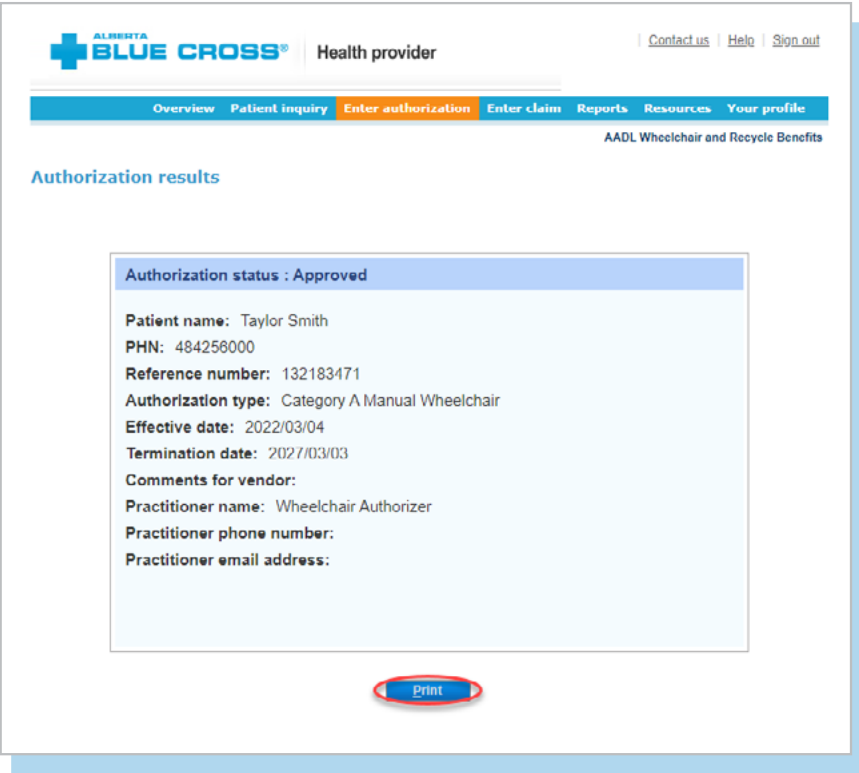 ALBERTA
BLUE CROSS® Health provider
Contact us | Help | Sign out
Overview Patient inquiry Enter authorization Enter claim Reports Resources Your profile
AADL Wheelchair and Recycle Benefits
Authorization results
Authorization status : Approved
Patient name: Taylor Smith
PHN: 484256000
Reference number: 132183471
Authorization type: Category A Manual Wheelchair
Effective date: 2022/03/04
Termination date: 2027/03/03
Comments for vendor:
Practitioner name: Wheelchair Authorizer
Practitioner phone number:
Practitioner email address:
Print